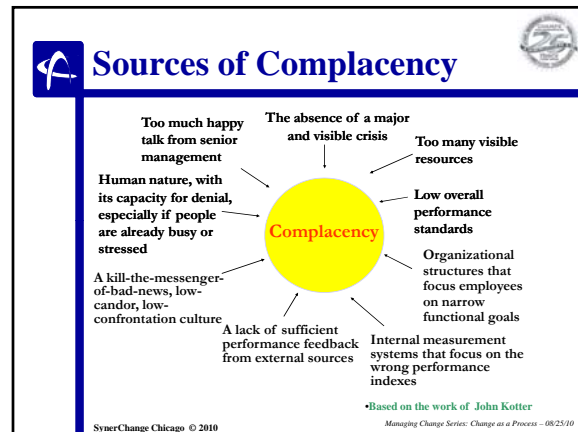 Sources of Complacency
The absence of a major
and visible crisis
Too many visible
resources
Low overall
performance
standards
Organizational
structures that
focus employees
on narrow
functional goals
Internal measurement
systems that focus on the
wrong performance
indexes
A lack of sufficient
performance feedback
from external sources
A kill-the-messenger-
of-bad-news, low-
candor, low-
confrontation culture
Human nature, with
its capacity for denial,
especially if people
are already busy or
stressed
Too much happy
talk from senior
management
Complacency
•Based on the work of John Kotter
SynerChange Chicago © 2010
Managing Change Series: Change as a Process – 08/25/10